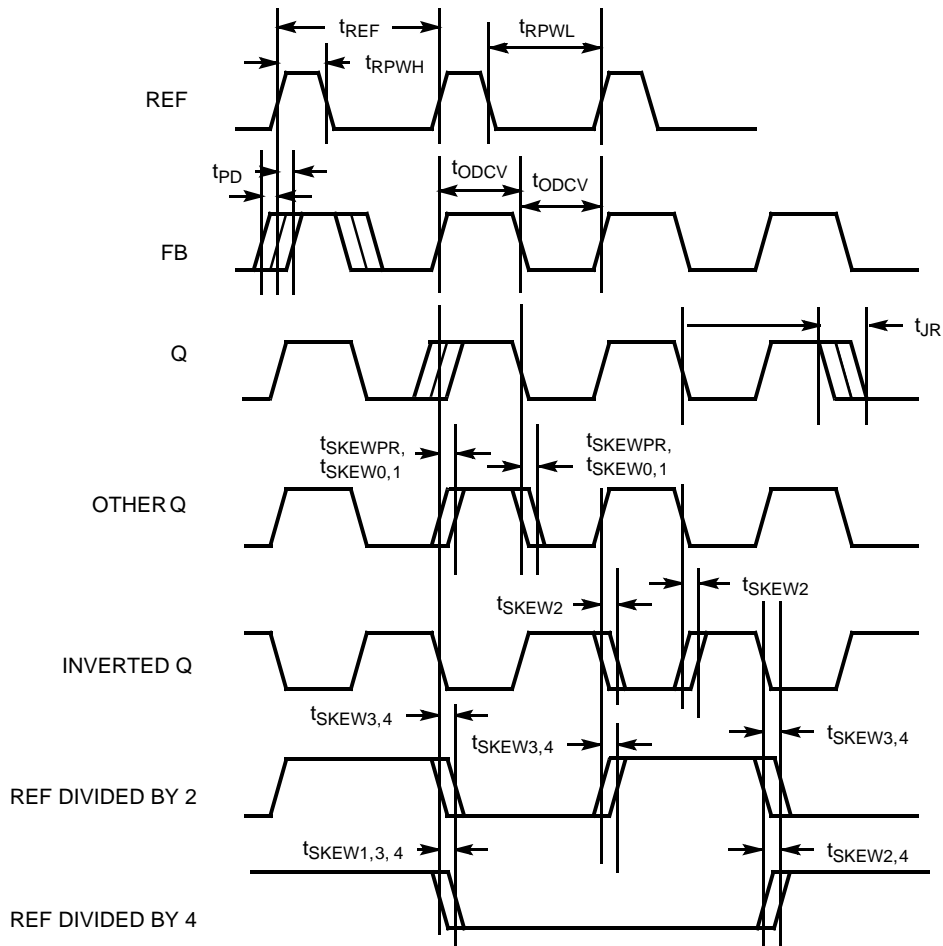 tREF
tRPWL
tRPWH
REF
tPD
tODCV
tODCV
FB
tJR
Q
tSKEWPR,
tSKEW0,1
tSKEWPR,
tSKEW0,1
OTHER Q
tSKEW2
tSKEW2
INVERTED Q
tSKEW3,4
tSKEW3,4
tSKEW3,4
REF DIVIDED BY 2
tSKEW1,3, 4
tSKEW2,4
REF DIVIDED BY 4